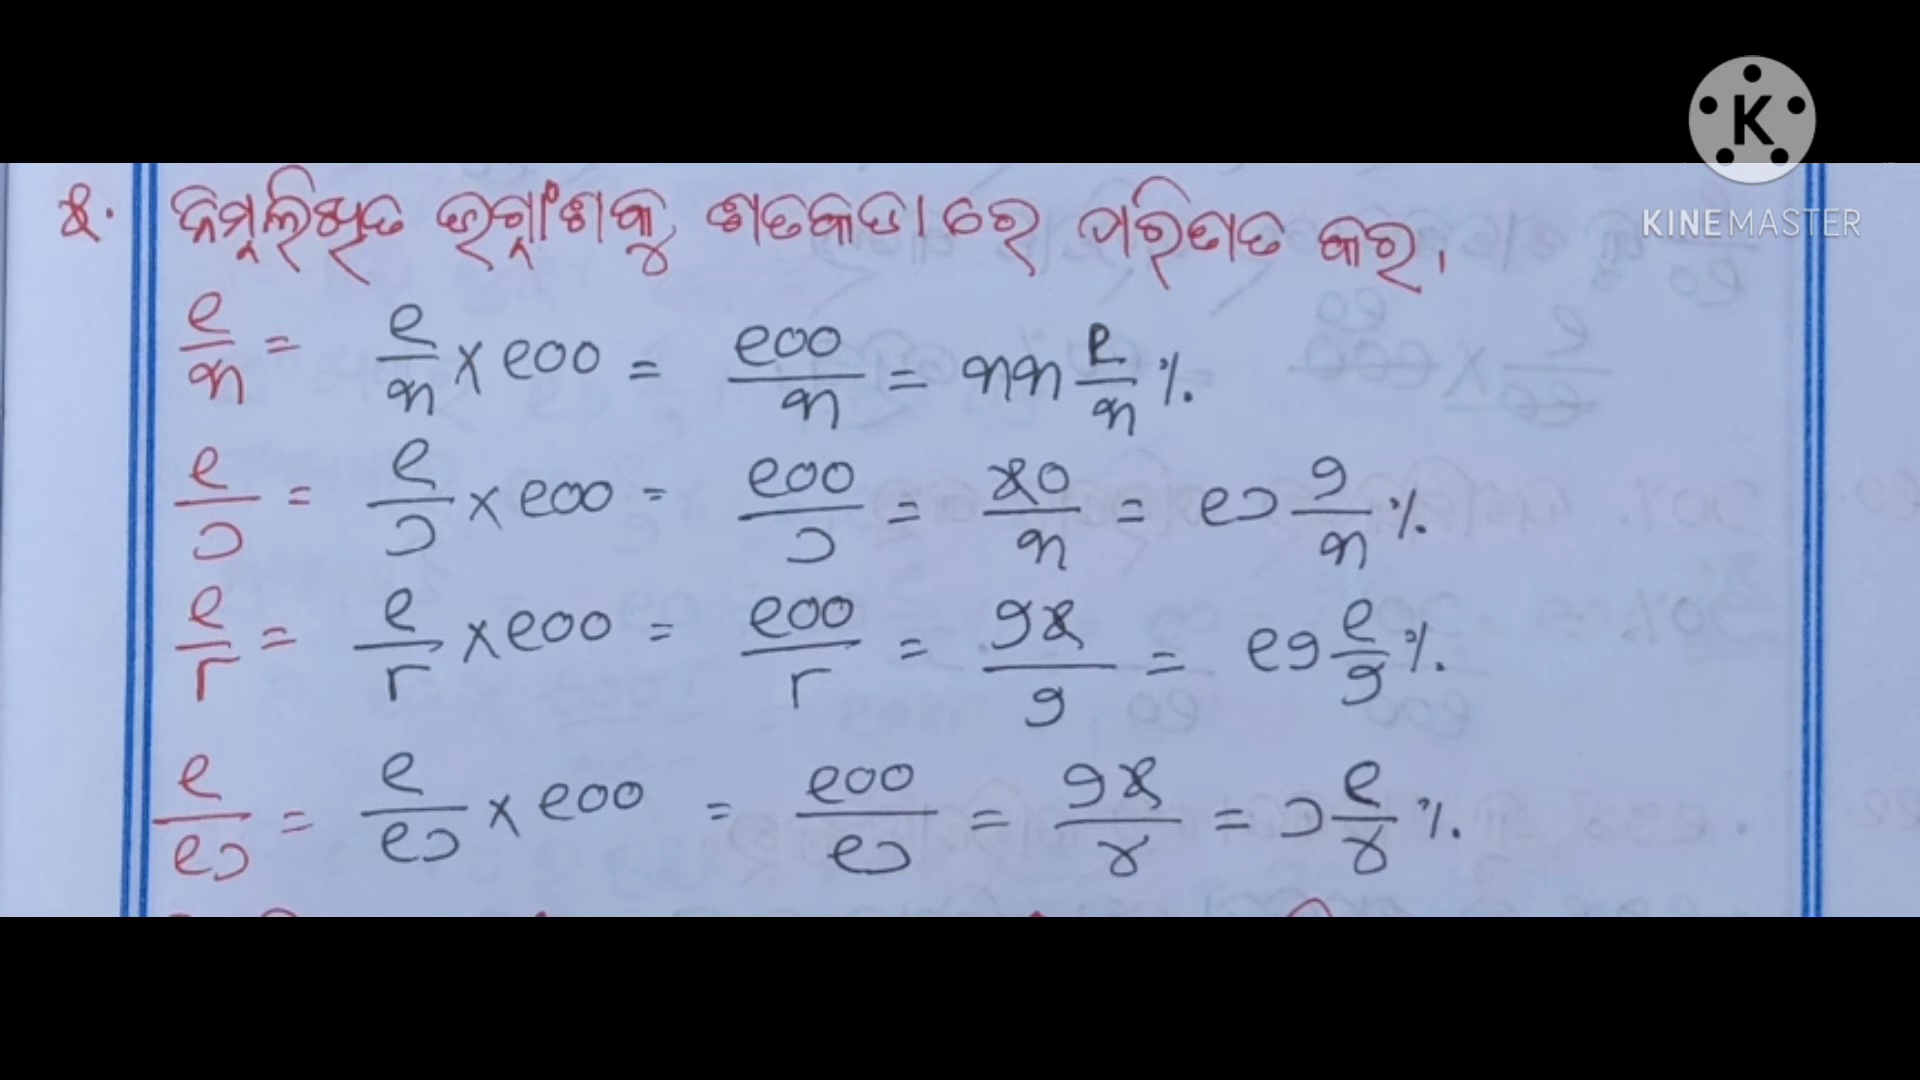 K
KINEMASTER
୫. ନିମ୍ନଲିଖିତ ଭଗ୍ନାଂଶକୁ ଶତକଡା ରେ ପରିଣତ କର।
୧/୩ = ୧/୩ × ୧୦୦ = ୧୦୦/୩ = ୩୩ ୧/୩ %
୧/୬ = ୧/୬ × ୧୦୦ = ୧୦୦/୬ = ୫୦/୩ = ୧୬ ୨/୩ %
୧/୮ = ୧/୮ × ୧୦୦ = ୧୦୦/୮ = ୨୫/୨ = ୧୨ ୧/୨ %
୧/୧୬ = ୧/୧୬ × ୧୦୦ = ୧୦୦/୧୬ = ୨୫/୪ = ୬ ୧/୪ %